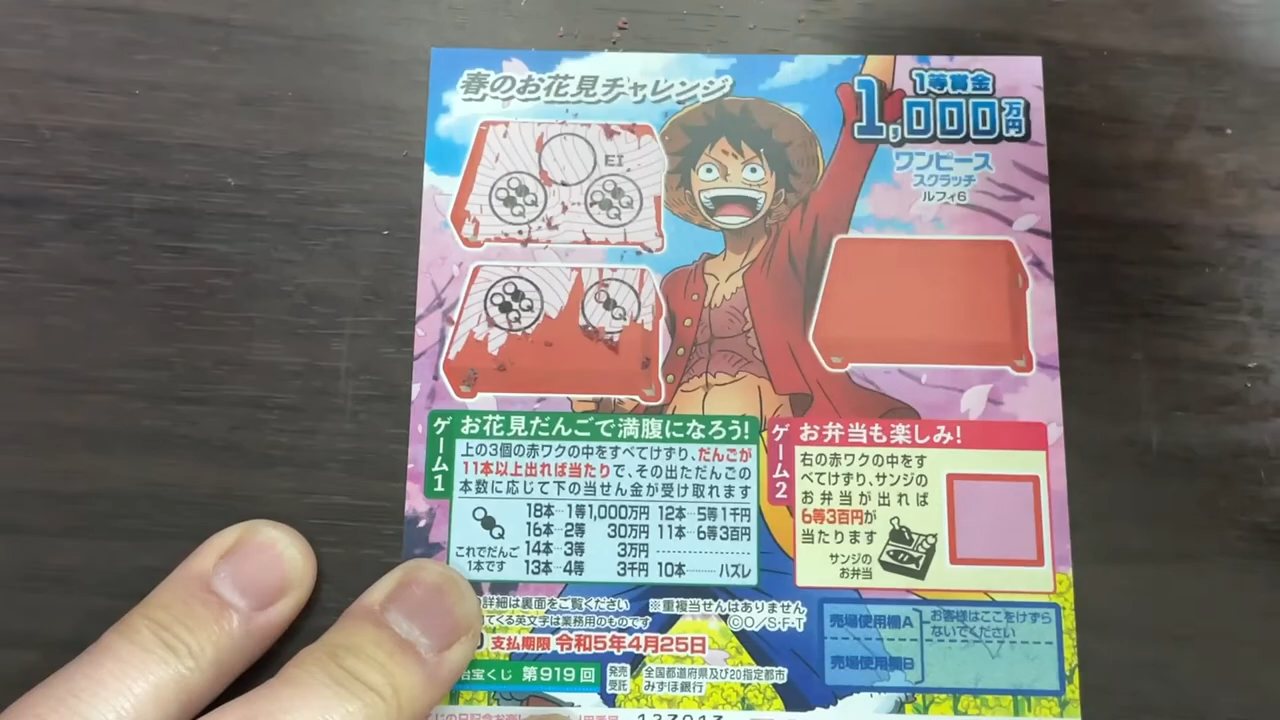 春のお花見チャレンジ
1等賞金
1,000万円
ワンピース
スクラッチ
ルフィ6
EI
ゲーム1
お花見だんごで満腹になろう!
上の3個の赤ワクの中をすべてけずり、だんごが
11本以上出れば当たりで、その出ただんごの
本数に応じて下の当せん金が受け取れます
これでだんご
1本です
18本…1等1,000万円 12本…5等1千円
16本…2等 30万円 11本…6等3百円
14本…3等 3万円
13本…4等 3千円 10本………ハズレ
ゲーム2
お弁当も楽しみ!
右の赤ワクの中をす
べてけずり、サンジの
お弁当が出れば
6等3百円が
当たります
サンジの
お弁当
詳細は裏面をご覧ください ※重複当せんはありません
てくる英文字は業務用のものです ©O/S・F・T
支払期限 令和5年4月25日
宝くじ 第919回
発売 全国都道府県及び20指定都市
受託 みずほ銀行
売場使用欄A
売場使用欄B
お客様はここをけずら
ないでください